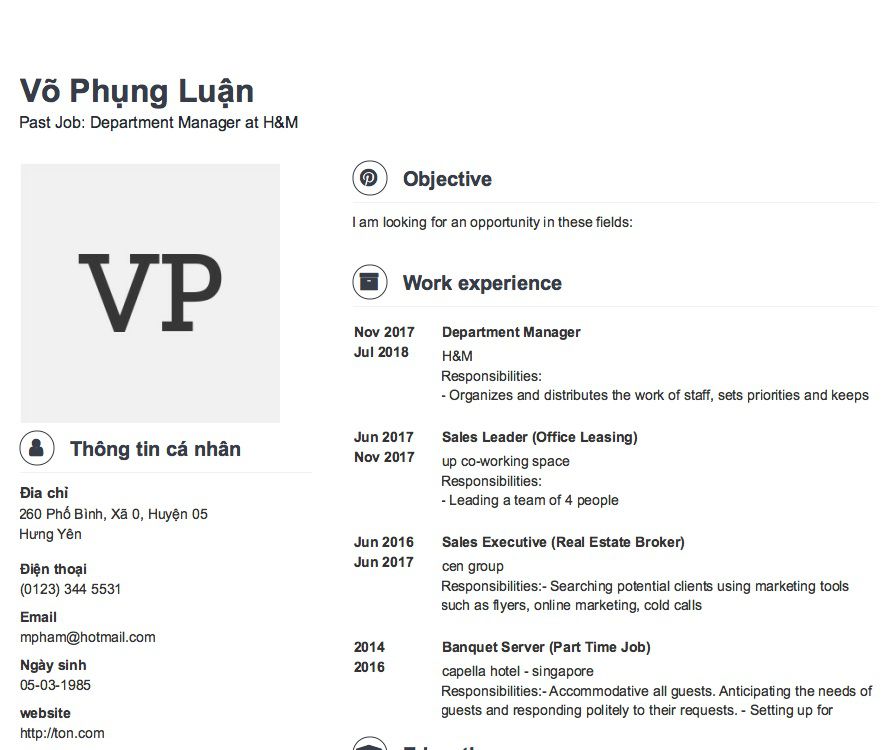 Võ Phụng Luận
Past Job: Department Manager at H&M
VP
Thông tin cá nhân
Đia chỉ
260 Phố Bình, Xã 0, Huyện 05
Hưng Yên
Điện thoại
(0123) 344 5531
Email
mpham@hotmail.com
Ngày sinh
05-03-1985
website
http://ton.com
Objective
I am looking for an opportunity in these fields:
Work experience
Nov 2017
Jul 2018
Department Manager
H&M
Responsibilities:
- Organizes and distributes the work of staff, sets priorities and keeps
Jun 2017
Nov 2017
Sales Leader (Office Leasing)
up co-working space
Responsibilities:
- Leading a team of 4 people
Jun 2016
Jun 2017
Sales Executive (Real Estate Broker)
cen group
Responsibilities:- Searching potential clients using marketing tools
such as flyers, online marketing, cold calls
2014
2016
Banquet Server (Part Time Job)
capella hotel - singapore
Responsibilities:- Accommodative all guests. Anticipating the needs of
guests and responding politely to their requests. - Setting up for